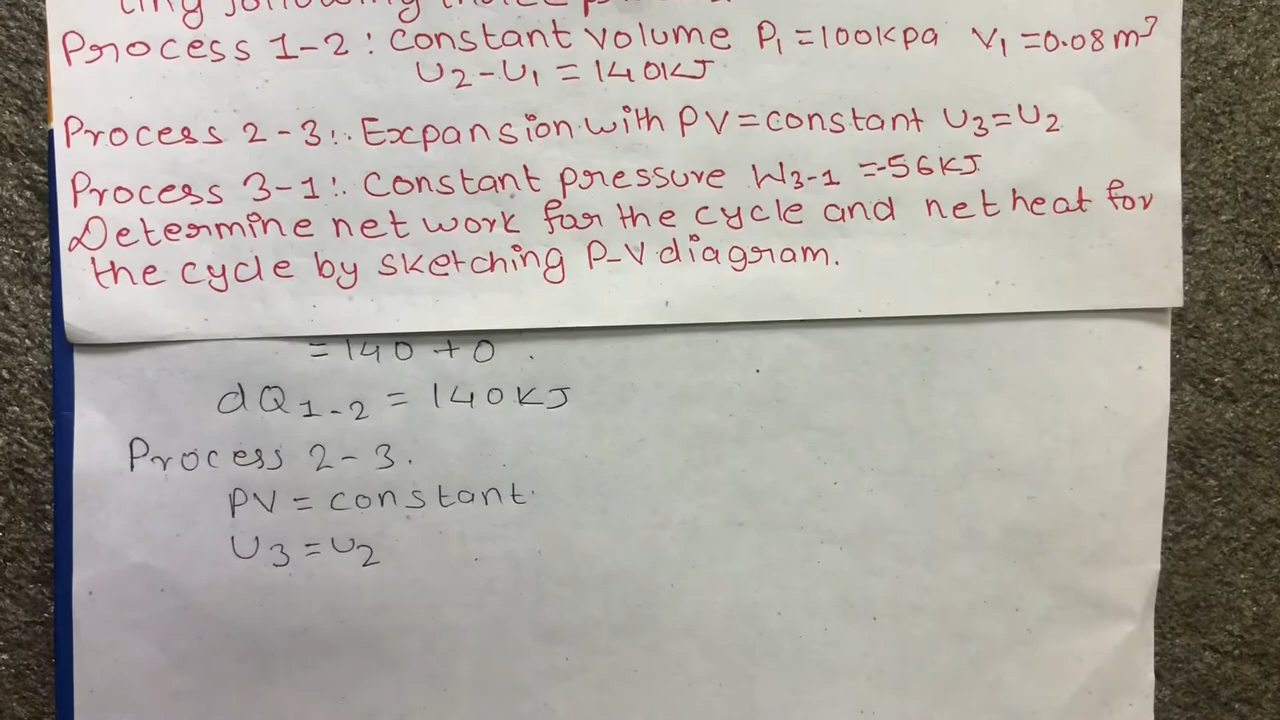 Process 1-2: Constant volume P₁=100kpa V₁=0.08m³
U₂-U₁=140KJ
Process 2-3: Expansion with PV=constant U₃=U₂
Process 3-1: Constant pressure W₃₋₁=-56KJ
Determine net work for the cycle and net heat for
the cycle by sketching P-V diagram.
=140+0.
dQ₁₋₂=140KJ
Process 2-3.
PV=constant.
U₃=U₂